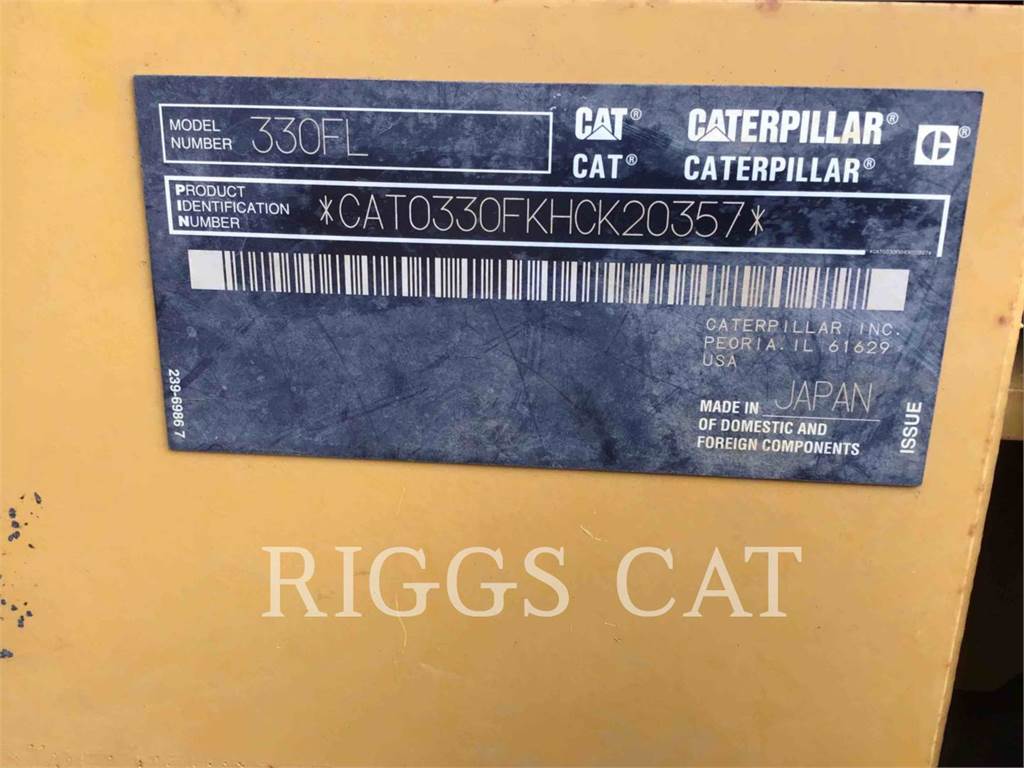 MODEL
NUMBER 330FL
CAT® CATERPILLAR®
CAT® CATERPILLAR®
C®
PRODUCT
IDENTIFICATION
NUMBER
*CAT0330FKHCK20357*
CATERPILLAR INC.
PEORIA. IL 61629
USA
MADE IN JAPAN
OF DOMESTIC AND
FOREIGN COMPONENTS
239-6986 7
ISSUE
RIGGS CAT